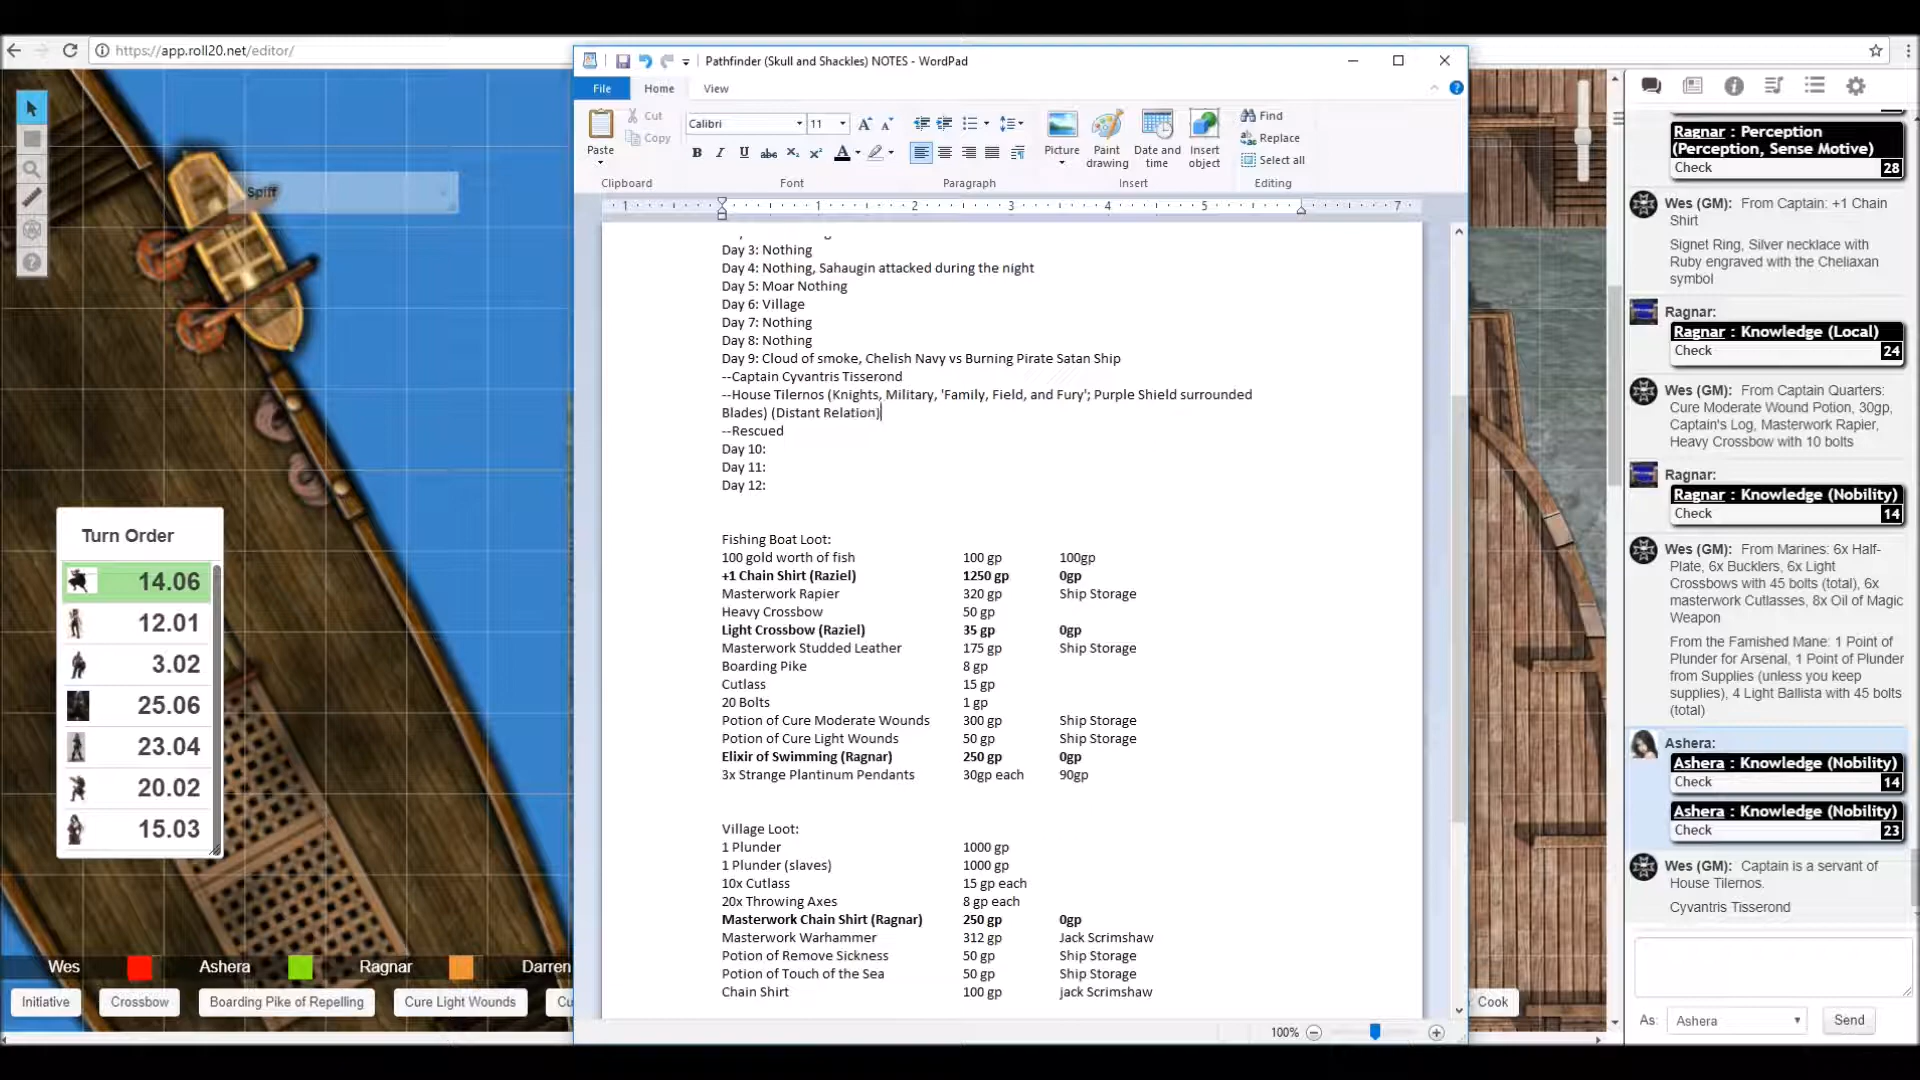 https://app.roll20.net/editor/
Spiff
Turn Order
14.06
12.01
3.02
25.06
23.04
20.02
15.03
Wes
Ashera
Ragnar
Darren
Initiative
Crossbow
Boarding Pike of Repelling
Cure Light Wounds
Cu
Pathfinder (Skull and Shackles) NOTES - WordPad
File
Home
View
Paste
Cut
Copy
Clipboard
Calibri
11
Font
Paragraph
Picture
Paint drawing
Date and time
Insert object
Insert
Find
Replace
Select all
Editing
1 1 2 3 4 5 7
Day 3: Nothing
Day 4: Nothing, Sahaugin attacked during the night
Day 5: Moar Nothing
Day 6: Village
Day 7: Nothing
Day 8: Nothing
Day 9: Cloud of smoke, Chelish Navy vs Burning Pirate Satan Ship
--Captain Cyvantris Tisserond
--House Tilernos (Knights, Military, 'Family, Field, and Fury'; Purple Shield surrounded
Blades) (Distant Relation)
--Rescued
Day 10:
Day 11:
Day 12:
Fishing Boat Loot:
100 gold worth of fish 100 gp 100gp
+1 Chain Shirt (Raziel) 1250 gp 0gp
Masterwork Rapier 320 gp Ship Storage
Heavy Crossbow 50 gp
Light Crossbow (Raziel) 35 gp 0gp
Masterwork Studded Leather 175 gp Ship Storage
Boarding Pike 8 gp
Cutlass 15 gp
20 Bolts 1 gp
Potion of Cure Moderate Wounds 300 gp Ship Storage
Potion of Cure Light Wounds 50 gp Ship Storage
Elixir of Swimming (Ragnar) 250 gp 0gp
3x Strange Plantinum Pendants 30gp each 90gp
Village Loot:
1 Plunder 1000 gp
1 Plunder (slaves) 1000 gp
10x Cutlass 15 gp each
20x Throwing Axes 8 gp each
Masterwork Chain Shirt (Ragnar) 250 gp 0gp
Masterwork Warhammer 312 gp Jack Scrimshaw
Potion of Remove Sickness 50 gp Ship Storage
Potion of Touch of the Sea 50 gp Ship Storage
Chain Shirt 100 gp jack Scrimshaw
100%
Cook
Ragnar : Perception
(Perception, Sense Motive)
Check 28
Wes (GM): From Captain: +1 Chain
Shirt
Signet Ring, Silver necklace with
Ruby engraved with the Cheliaxan
symbol
Ragnar:
Ragnar : Knowledge (Local)
Check 24
Wes (GM): From Captain Quarters:
Cure Moderate Wound Potion, 30gp,
Captain's Log, Masterwork Rapier,
Heavy Crossbow with 10 bolts
Ragnar:
Ragnar : Knowledge (Nobility)
Check 14
Wes (GM): From Marines: 6x Half-
Plate, 6x Bucklers, 6x Light
Crossbows with 45 bolts (total), 6x
masterwork Cutlasses, 8x Oil of Magic
Weapon
From the Famished Mane: 1 Point of
Plunder for Arsenal, 1 Point of Plunder
from Supplies (unless you keep
supplies), 4 Light Ballista with 45 bolts
(total)
Ashera:
Ashera : Knowledge (Nobility)
Check 14
Ashera : Knowledge (Nobility)
Check 23
Wes (GM): Captain is a servant of
House Tilernos.
Cyvantris Tisserond
As: Ashera
Send